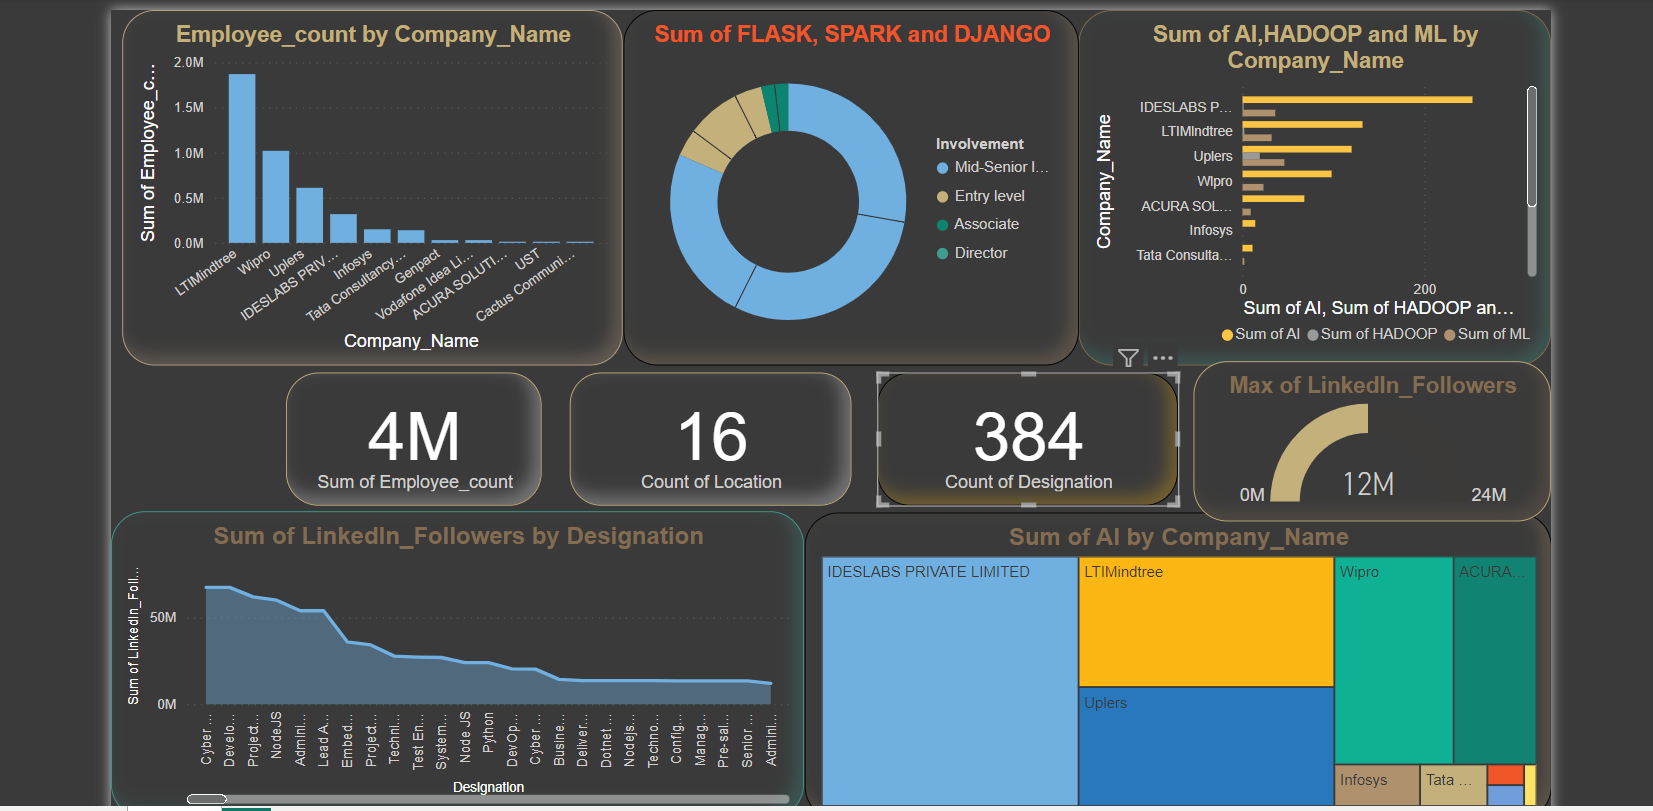 Employee_count by Company_Name
Sum of Employee_c...
2.0M
1.5M
1.0M
0.5M
0.0M
LTIMindtree
Wipro
Uplers
IDESLABS PRIV...
Infosys
Tata Consultancy...
Genpact
Vodafone Idea Li...
ACURA SOLUTI...
UST
Cactus Communi...
Company_Name
Sum of FLASK, SPARK and DJANGO
Involvement
Mid-Senior l...
Entry level
Associate
Director
Sum of AI,HADOOP and ML by
Company_Name
Company_Name
IDESLABS P...
LTIMIndtree
Uplers
WIpro
ACURA SOL...
Infosys
Tata Consulta...
0
200
Sum of AI, Sum of HADOOP an...
Sum of AI
Sum of HADOOP
Sum of ML
4M
Sum of Employee_count
16
Count of Location
384
Count of Designation
Max of LinkedIn_Followers
0M
12M
24M
Sum of LinkedIn_Followers by Designation
Sum of LinkedIn_Foll...
50M
0M
Cyber ...
Develo...
Project...
NodeJS
Admini...
Lead A...
Embed...
Project...
Techni...
Test En...
System...
Node JS
Python
DevOp...
Cyber ...
Busine...
Deliver...
Dotnet ...
Nodejs...
Techno...
Config...
Manag...
Pre-sal...
Senior ...
Admini...
Designation
Sum of AI by Company_Name
IDESLABS PRIVATE LIMITED
LTIMindtree
Uplers
Wipro
ACURA...
Infosys
Tata ...